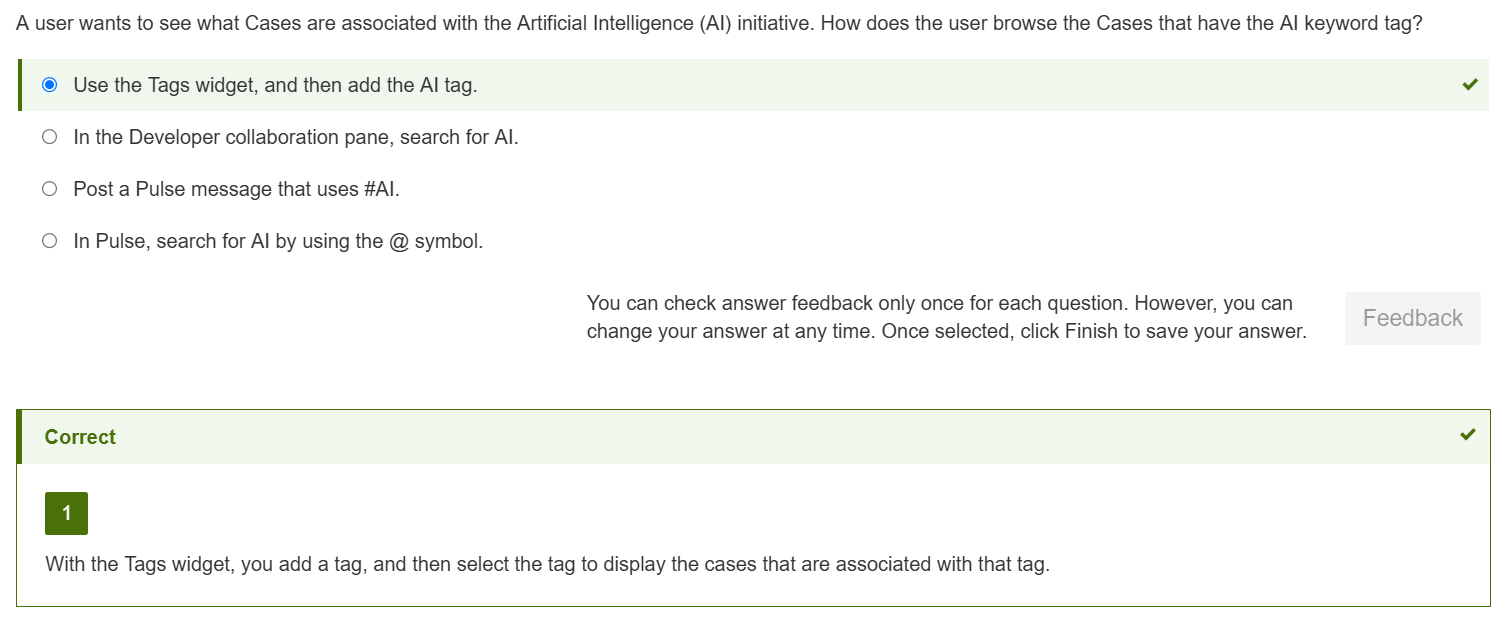 A user wants to see what Cases are associated with the Artificial Intelligence (AI) initiative. How does the user browse the Cases that have the AI keyword tag?
Use the Tags widget, and then add the AI tag.
In the Developer collaboration pane, search for AI.
Post a Pulse message that uses #AI.
In Pulse, search for AI by using the @ symbol.
You can check answer feedback only once for each question. However, you can
change your answer at any time. Once selected, click Finish to save your answer.
Feedback
Correct
1
With the Tags widget, you add a tag, and then select the tag to display the cases that are associated with that tag.